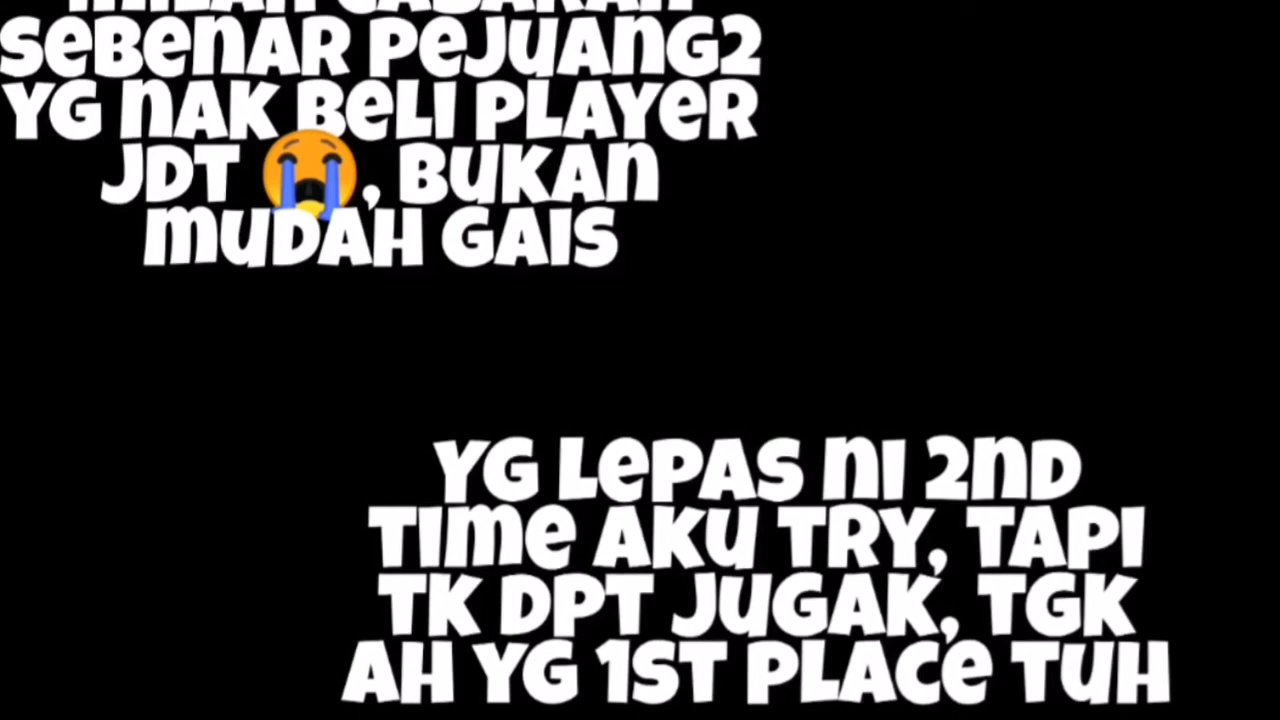 SEBENAR PEJUANG2
YG NAK BELI PLAYER
JDT 😭, BUKAN
MUDAH GAIS
YG LEPAS NI 2ND
TIME AKU TRY, TAPI
TK DPT JUGAK, TGK
AH YG 1ST PLACE TUH